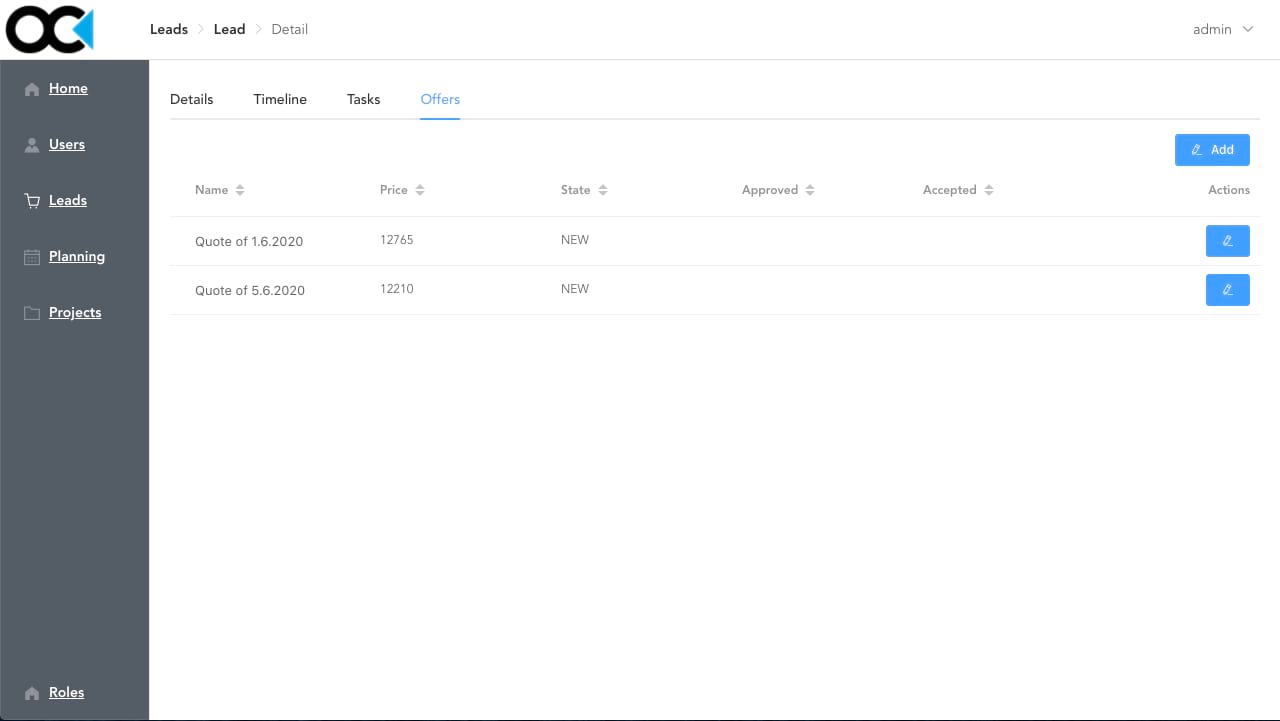 OC Leads Lead Detail admin
Home
Users
Leads
Planning
Projects
Roles
Details Timeline Tasks Offers
Add
Name Price State Approved Accepted Actions
Quote of 1.6.2020 12765 NEW
Quote of 5.6.2020 12210 NEW